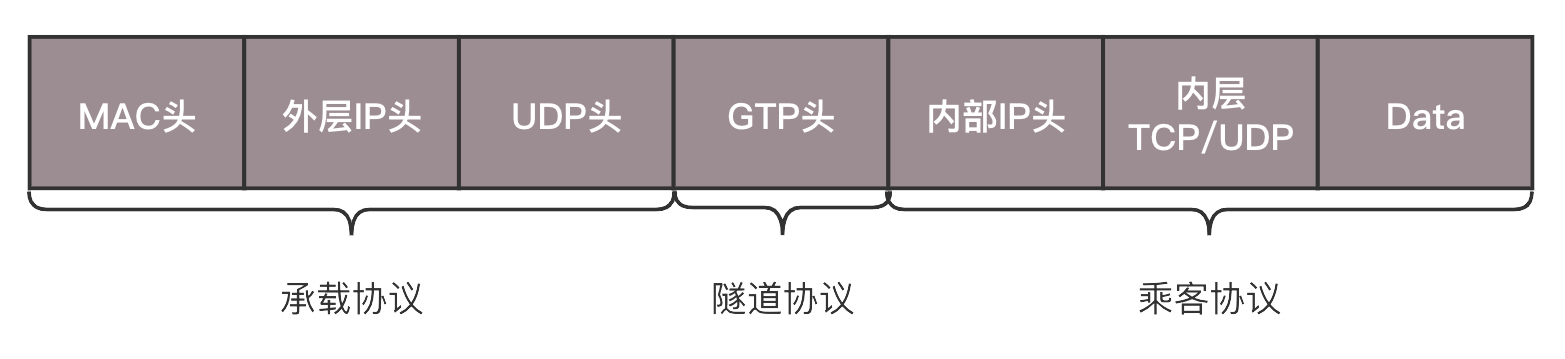 MAC头
外层IP头
UDP头
GTP头
内部IP头
内层
TCP/UDP
Data
承载协议
隧道协议
乘客协议